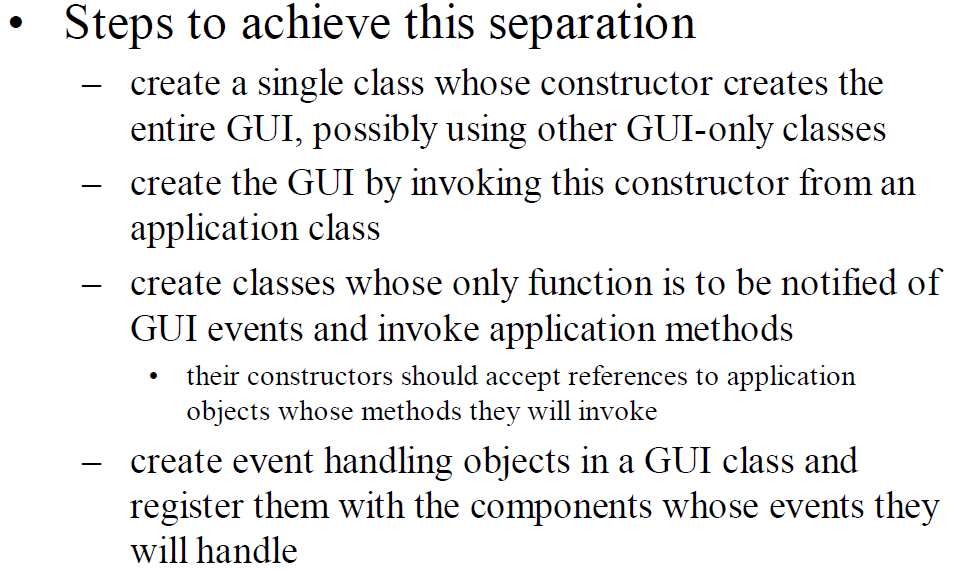 • Steps to achieve this separation
– create a single class whose constructor creates the
entire GUI, possibly using other GUI-only classes
– create the GUI by invoking this constructor from an
application class
– create classes whose only function is to be notified of
GUI events and invoke application methods
• their constructors should accept references to application
objects whose methods they will invoke
– create event handling objects in a GUI class and
register them with the components whose events they
will handle